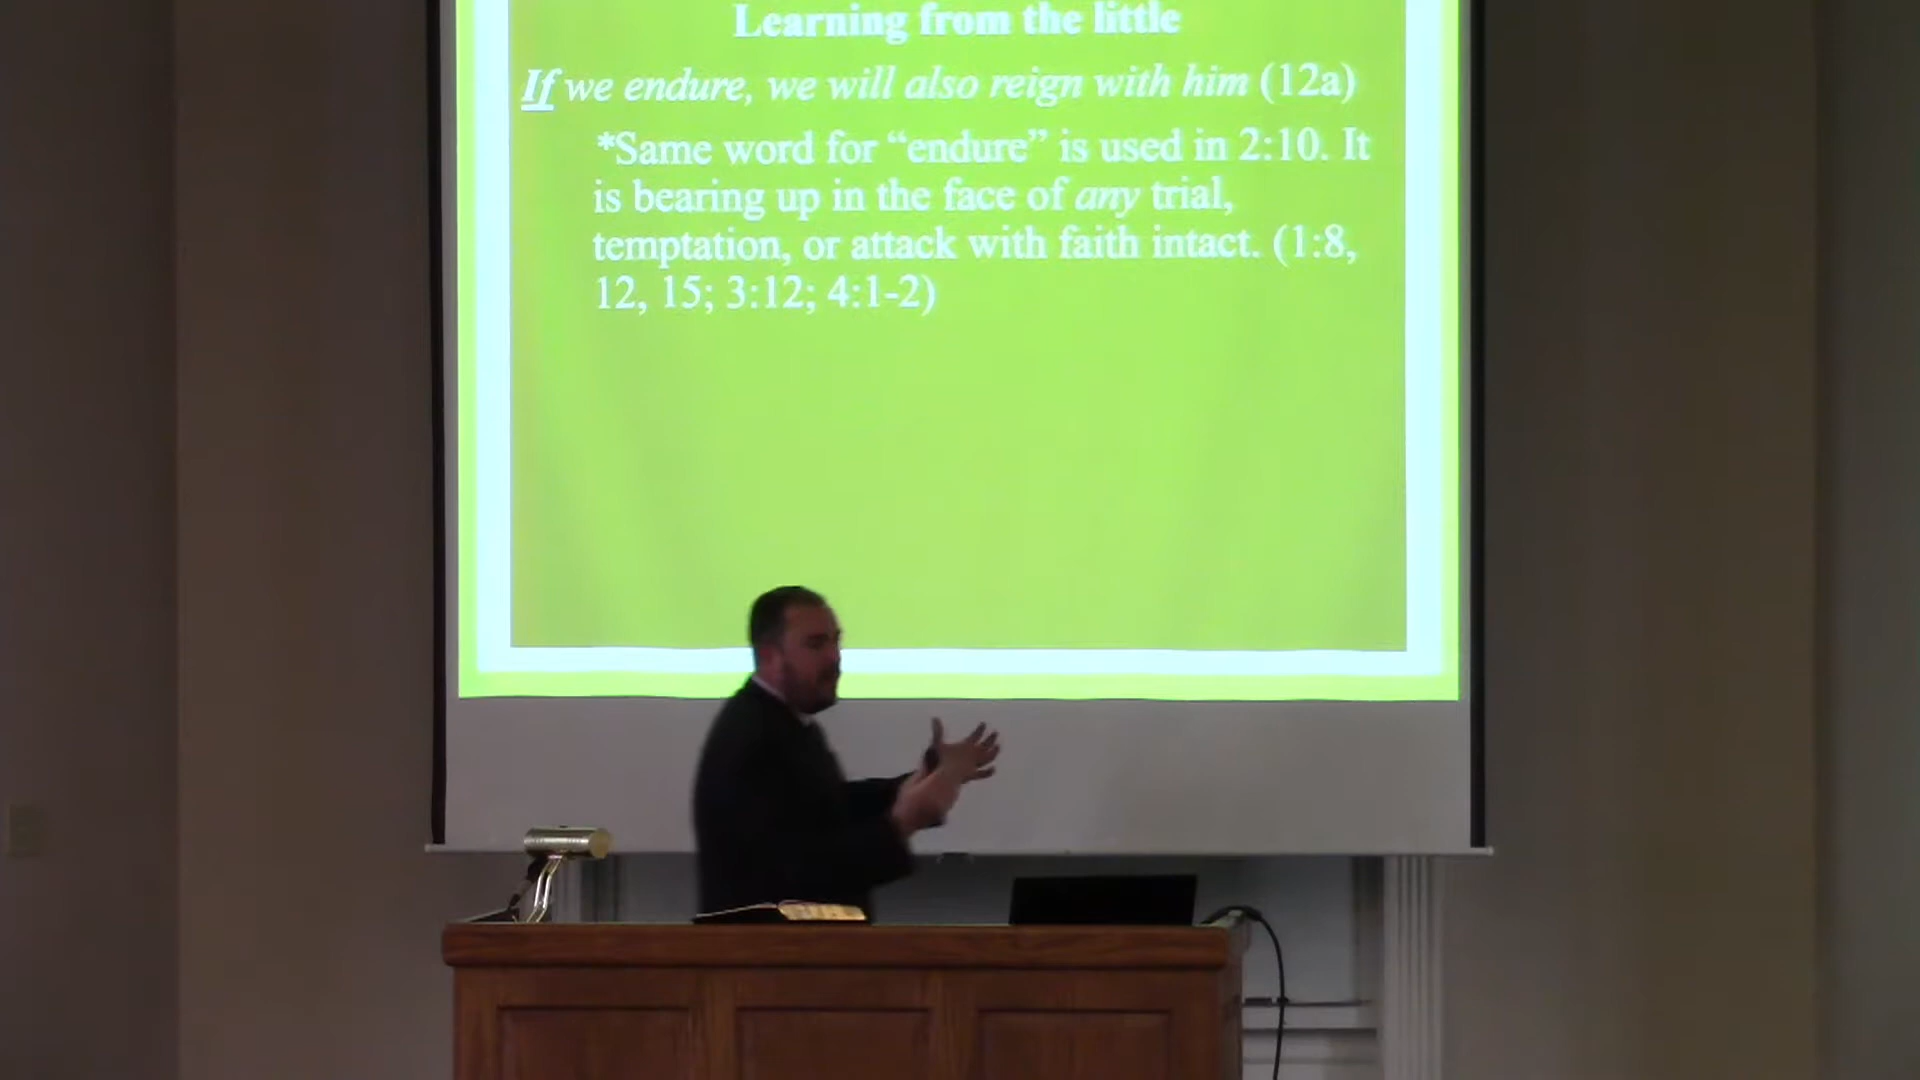 Learning from the little
If we endure, we will also reign with him (12a)
*Same word for “endure” is used in 2:10. It
is bearing up in the face of any trial,
temptation, or attack with faith intact. (1:8,
12, 15; 3:12; 4:1-2)